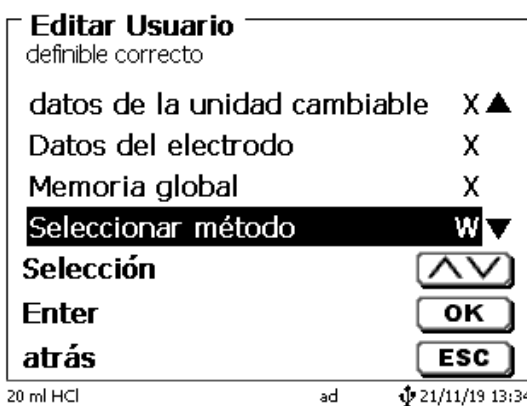 Editar Usuario
definible correcto
datos de la unidad cambiable X
Datos del electrodo X
Memoria global X
Seleccionar método W
Selección
Enter OK
atrás ESC
20 ml HCl ad 21/11/19 13:34